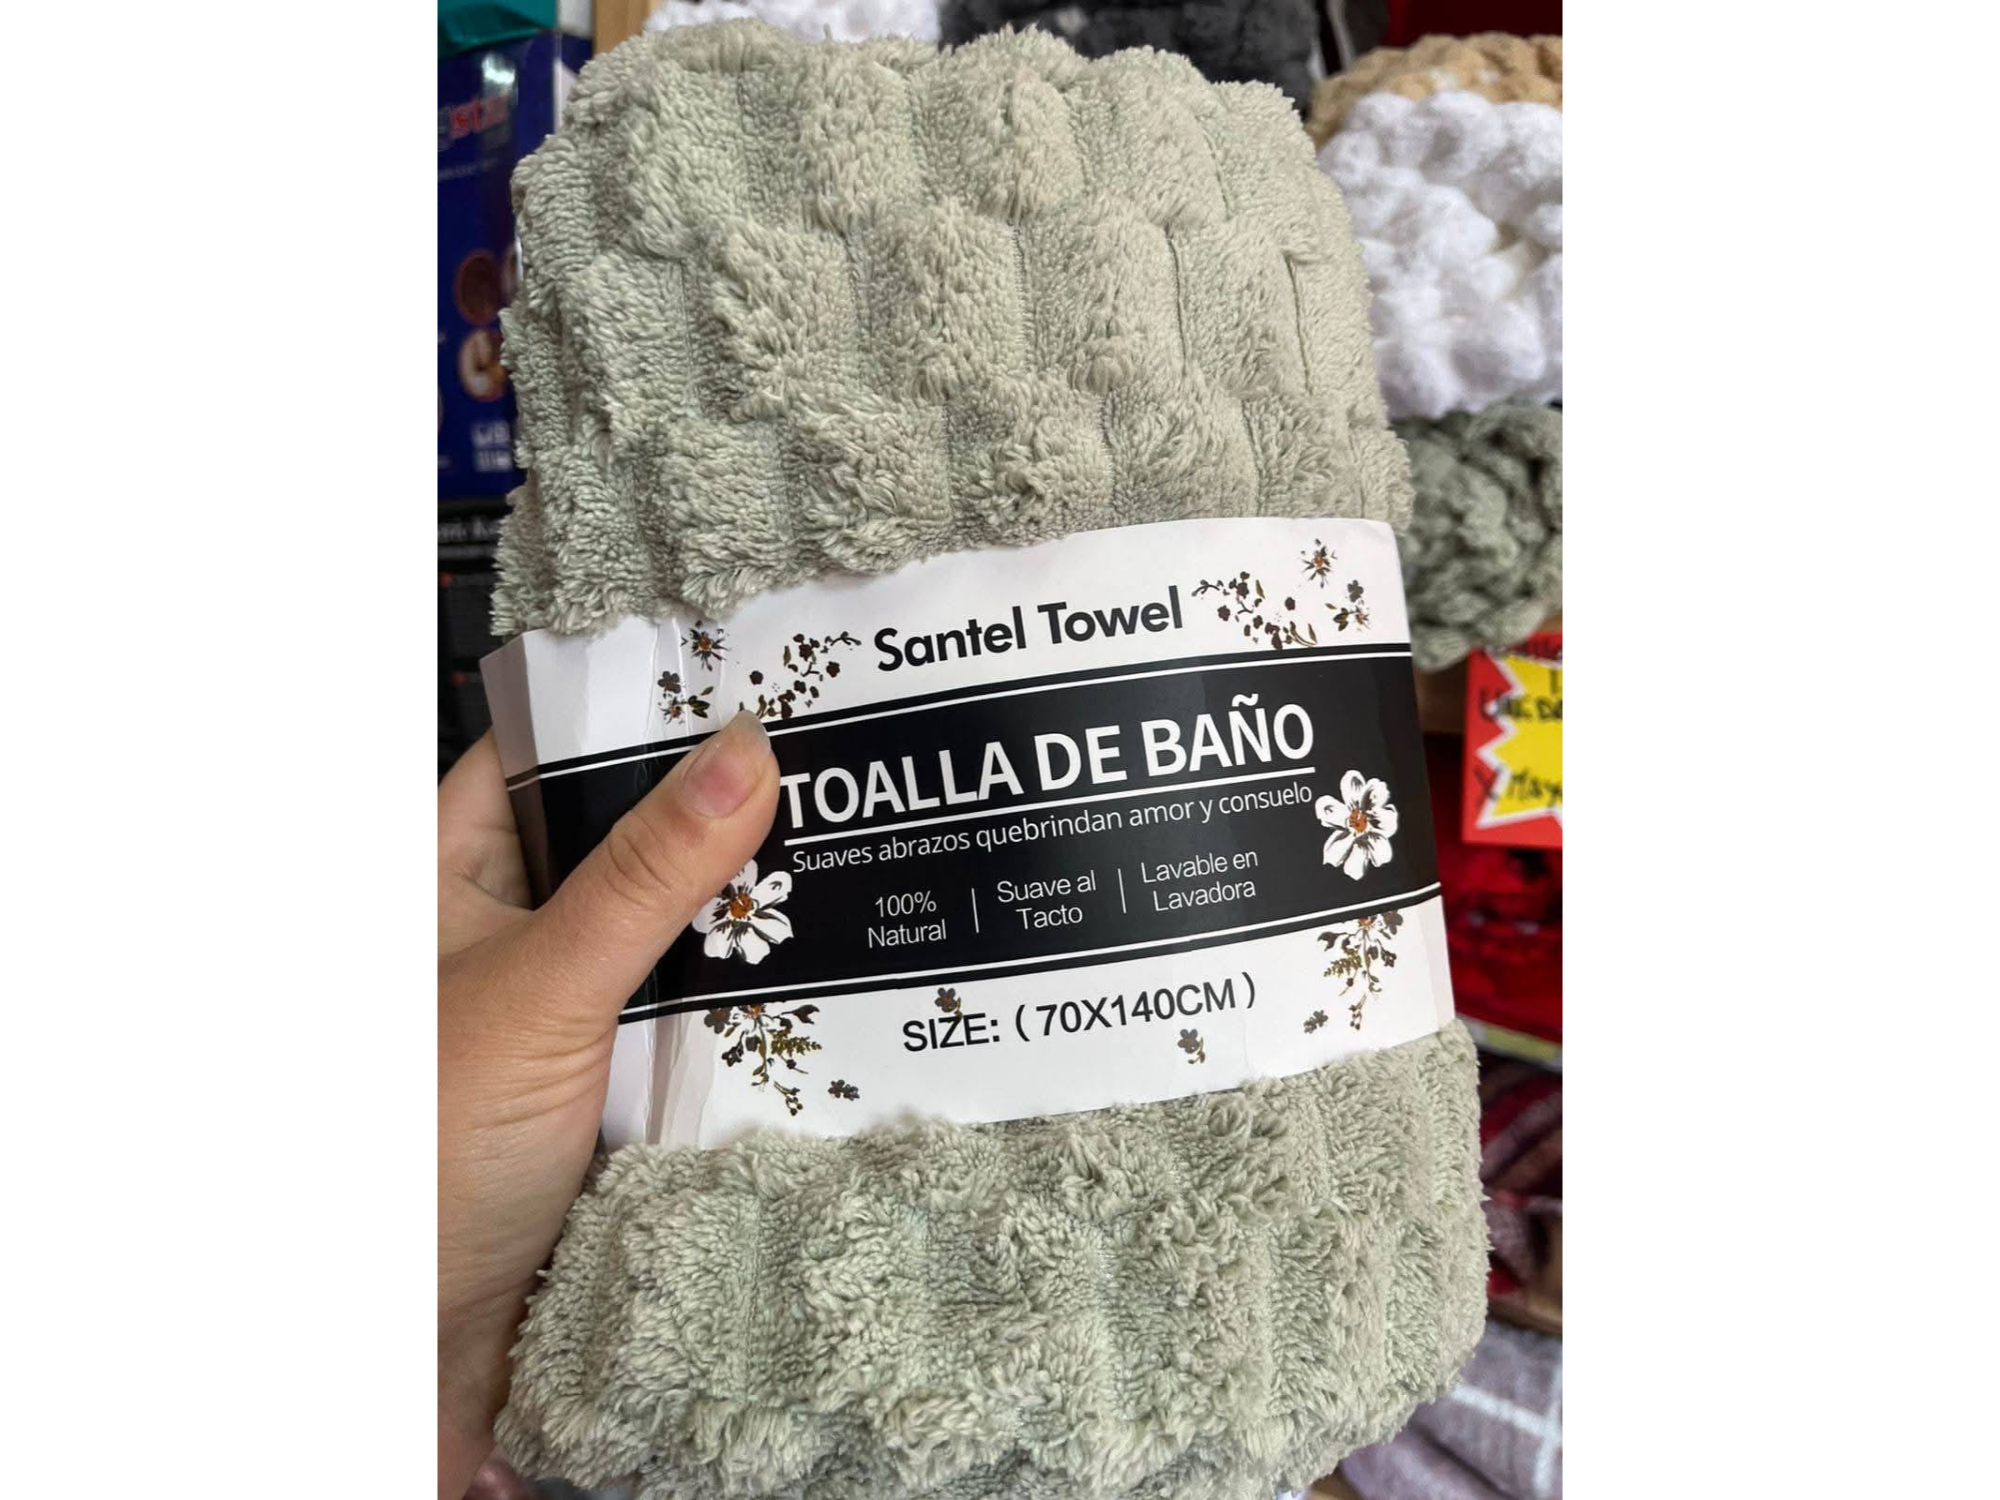 Santel Towel
TOALLA DE BAÑO
Suaves abrazos quebrindan amor y consuelo
100%
Natural
Suave al
Tacto
Lavable en
Lavadora
SIZE: ( 70X140CM )